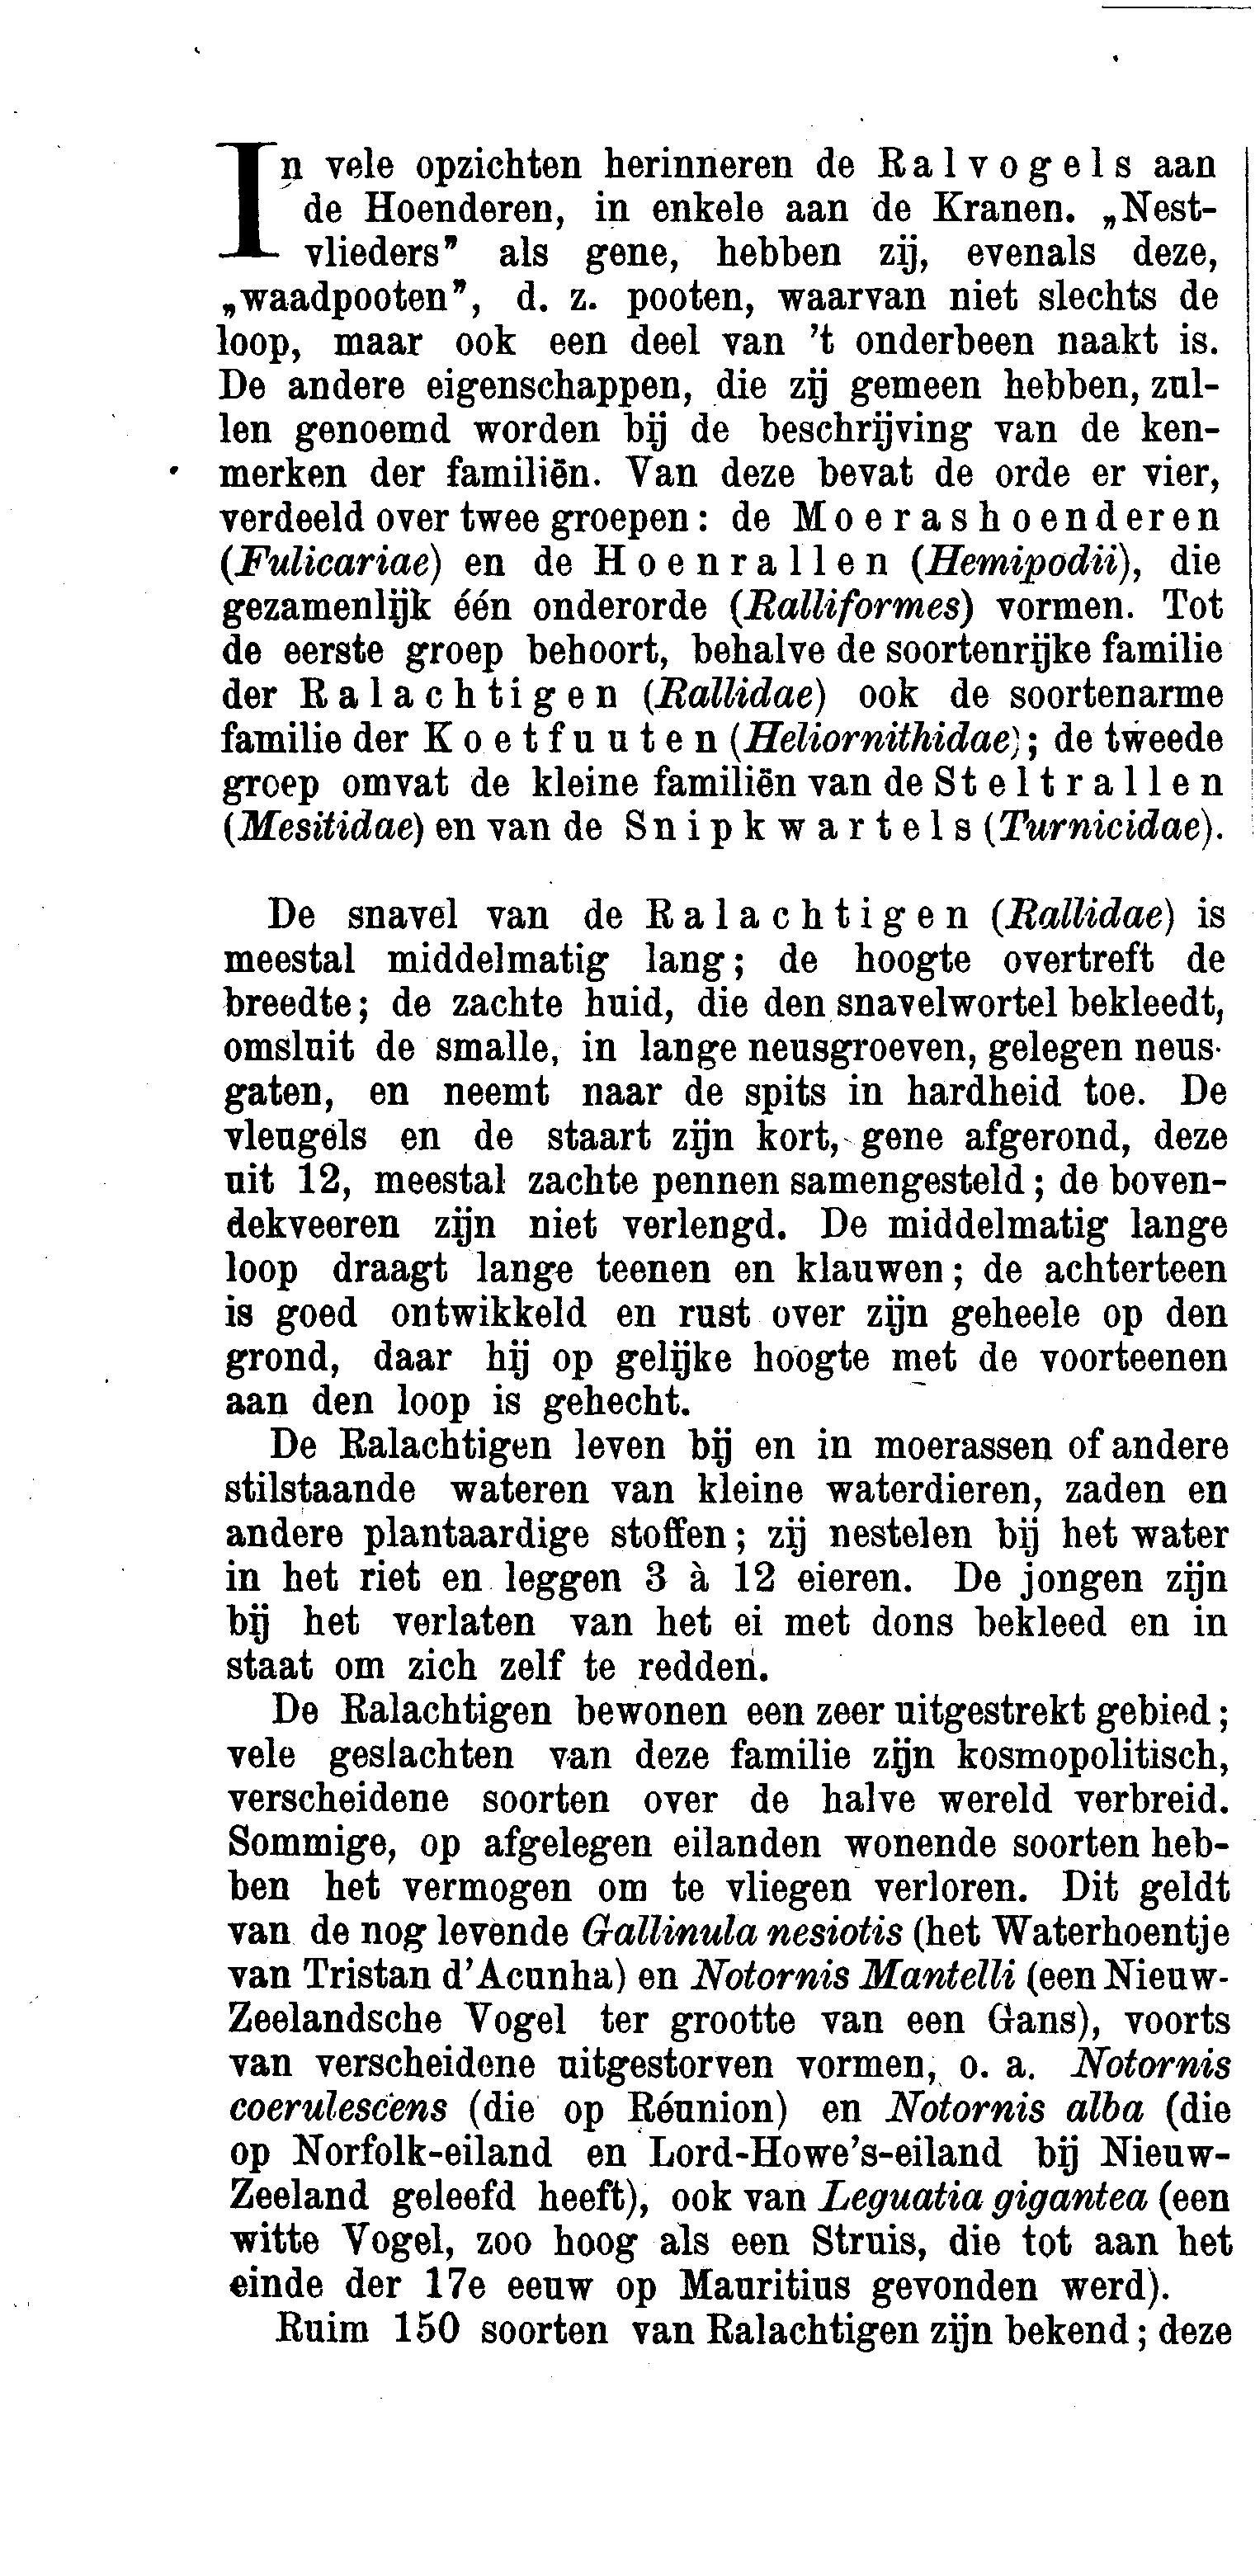 In vele opzichten herinneren de Ralvogels aan
de Hoenderen, in enkele aan de Kranen. „Nest-
vlieders” als gene, hebben zij, evenals deze,
„waadpooten”, d. z. pooten, waarvan niet slechts de
loop, maar ook een deel van ’t onderbeen naakt is.
De andere eigenschappen, die zij gemeen hebben, zul-
len genoemd worden bij de beschrijving van de ken-
merken der familiën. Van deze bevat de orde er vier,
verdeeld over twee groepen: de Moerashoenderen
(Fulicariae) en de Hoenrallen (Hemipodii), die
gezamenlijk één onderorde (Ralliformes) vormen. Tot
de eerste groep behoort, behalve de soortenrijke familie
der Ralachtigen (Rallidae) ook de soortenarme
familie der Koetfuuten (Heliornithidae); de tweede
groep omvat de kleine familiën van de Steltrallen
(Mesitidae) en van de Snipkwartels (Turnicidae).
De snavel van de Ralachtigen (Rallidae) is
meestal middelmatig lang; de hoogte overtreft de
breedte; de zachte huid, die den snavelwortel bekleedt,
omsluit de smalle, in lange neusgroeven, gelegen neus-
gaten, en neemt naar de spits in hardheid toe. De
vleugels en de staart zijn kort, gene afgerond, deze
uit 12, meestal zachte pennen samengesteld; de boven-
dekveeren zijn niet verlengd. De middelmatig lange
loop draagt lange teenen en klauwen; de achterteen
is goed ontwikkeld en rust over zijn geheele op den
grond, daar hij op gelijke hoogte met de voorteenen
aan den loop is gehecht.
De Ralachtigen leven bij en in moerassen of andere
stilstaande wateren van kleine waterdieren, zaden en
andere plantaardige stoffen; zij nestelen bij het water
in het riet en leggen 3 à 12 eieren. De jongen zijn
bij het verlaten van het ei met dons bekleed en in
staat om zich zelf te redden.
De Ralachtigen bewonen een zeer uitgestrekt gebied;
vele geslachten van deze familie zijn kosmopolitisch,
verscheidene soorten over de halve wereld verbreid.
Sommige, op afgelegen eilanden wonende soorten heb-
ben het vermogen om te vliegen verloren. Dit geldt
van de nog levende Gallinula nesiotis (het Waterhoentje
van Tristan d’Acunha) en Notornis Mantelli (een Nieuw-
Zeelandsche Vogel ter grootte van een Gans), voorts
van verscheidene uitgestorven vormen, o. a. Notornis
coerulescens (die op Réunion) en Notornis alba (die
op Norfolk-eiland en Lord-Howe’s-eiland bij Nieuw-
Zeeland geleefd heeft), ook van Leguatia gigantea (een
witte Vogel, zoo hoog als een Struis, die tot aan het
einde der 17e eeuw op Mauritius gevonden werd).
Ruim 150 soorten van Ralachtigen zijn bekend; deze